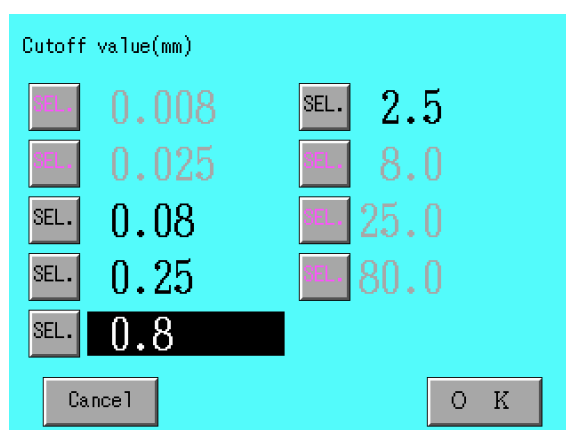 Cutoff value(mm)
SEL. 0.008 SEL. 2.5
SEL. 0.025 SEL. 8.0
SEL. 0.08 SEL. 25.0
SEL. 0.25 SEL. 80.0
SEL. 0.8
Cancel O K